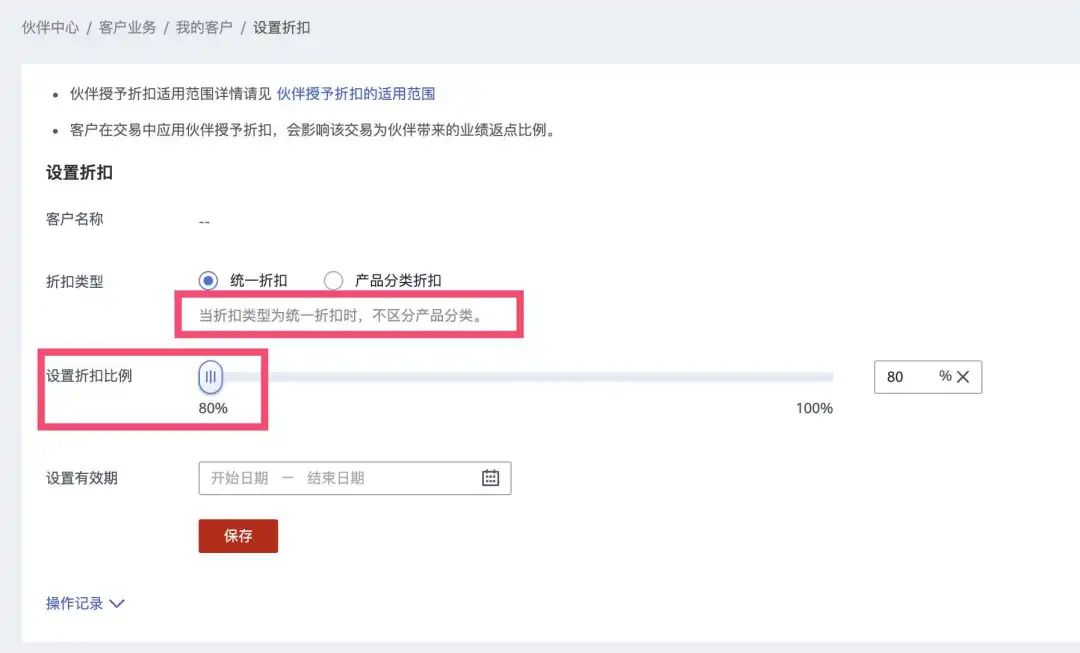 伙伴中心 / 客户业务 / 我的客户 / 设置折扣
• 伙伴授予折扣适用范围详情请见 伙伴授予折扣的适用范围
• 客户在交易中应用伙伴授予折扣，会影响该交易为伙伴带来的业绩返点比例。
设置折扣
客户名称 --
折扣类型 统一折扣 产品分类折扣
当折扣类型为统一折扣时，不区分产品分类。
设置折扣比例 80 %
80% 100%
设置有效期 开始日期 — 结束日期
保存
操作记录